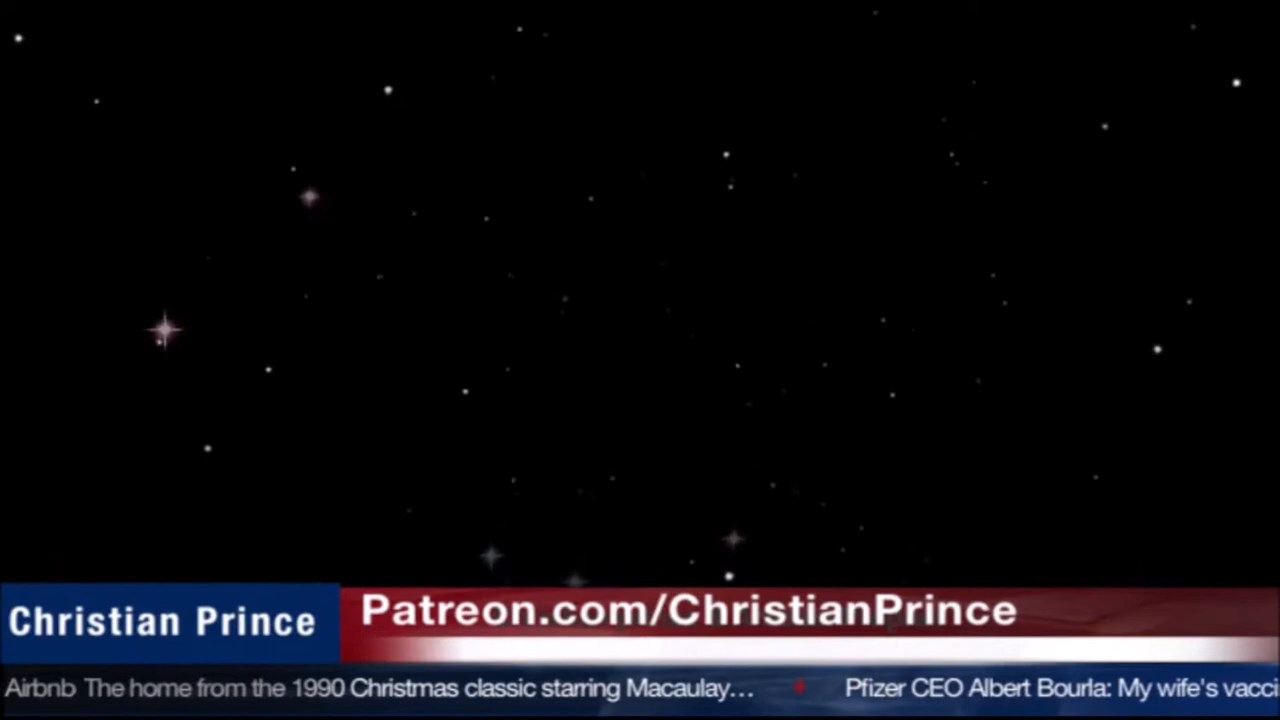 Christian Prince
Patreon.com/ChristianPrince
Airbnb The home from the 1990 Christmas classic starring Macaulay… Pfizer CEO Albert Bourla: My wife's vacci